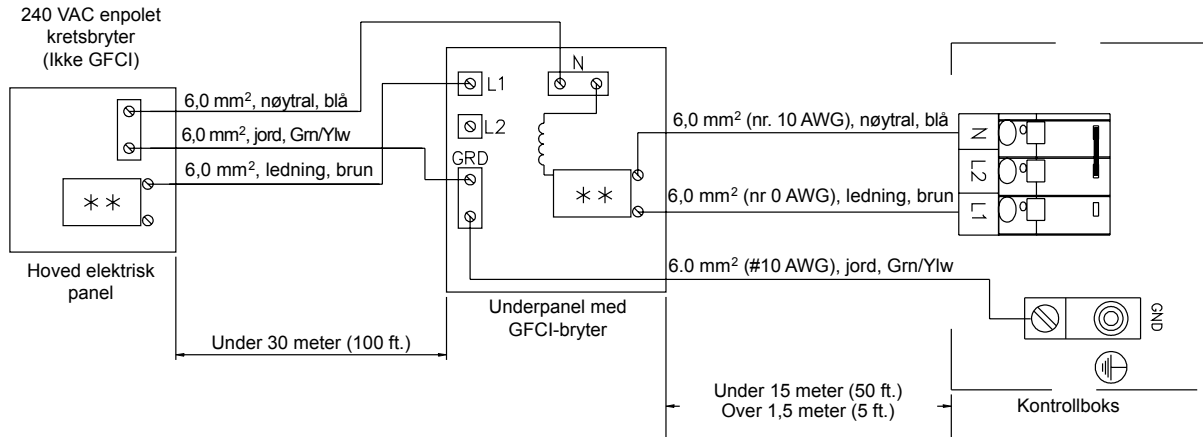 240 VAC enpolet
kretsbryter
(Ikke GFCI)
6,0 mm², nøytral, blå
6,0 mm², jord, Grn/Ylw
6,0 mm², ledning, brun
**
Hoved elektrisk
panel
Under 30 meter (100 ft.)
N
L1
L2
GRD
**
Underpanel med
GFCI-bryter
6,0 mm² (nr. 10 AWG), nøytral, blå
6,0 mm² (nr 0 AWG), ledning, brun
6.0 mm² (#10 AWG), jord, Grn/Ylw
Under 15 meter (50 ft.)
Over 1,5 meter (5 ft.)
N
L2
L1
GND
Kontrollboks